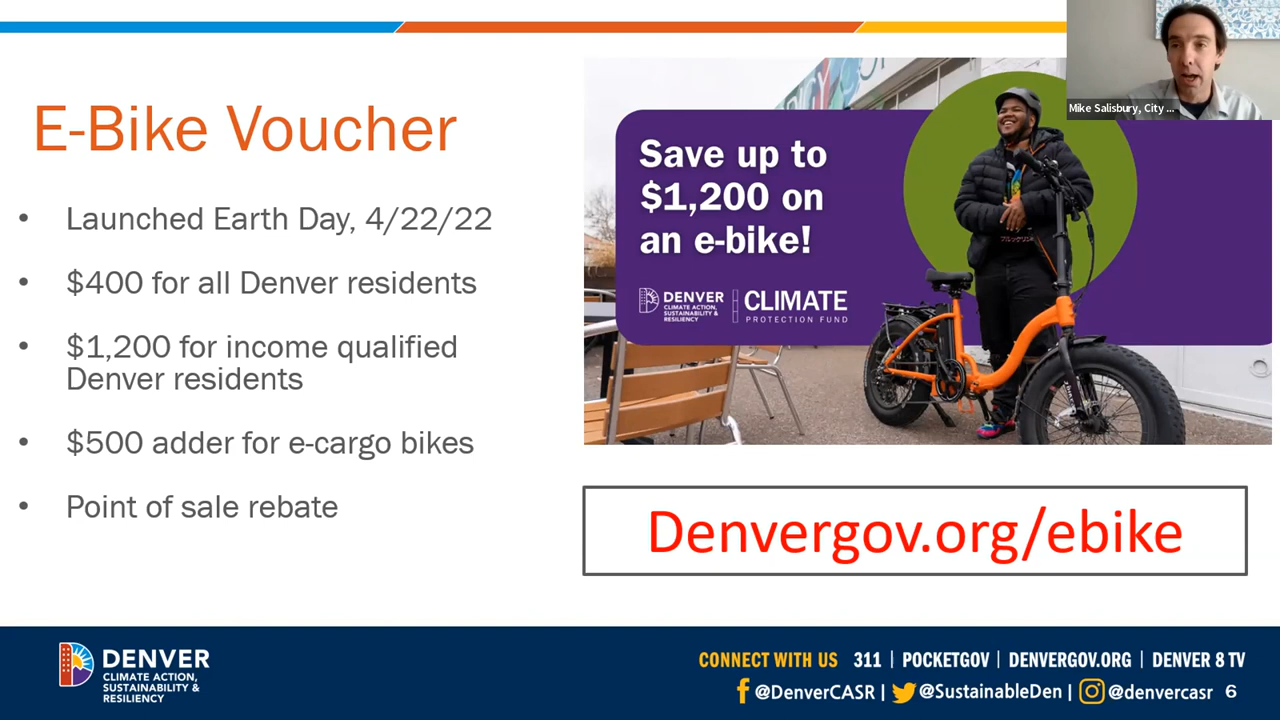 E-Bike Voucher
• Launched Earth Day, 4/22/22
• $400 for all Denver residents
• $1,200 for income qualified
Denver residents
• $500 adder for e-cargo bikes
• Point of sale rebate
Mike Salisbury, City ...
Save up to
$1,200 on
an e-bike!
DENVER
CLIMATE ACTION,
SUSTAINABILITY &
RESILIENCY
CLIMATE
PROTECTION FUND
Denvergov.org/ebike
DENVER
CLIMATE ACTION,
SUSTAINABILITY &
RESILIENCY
CONNECT WITH US 311 | POCKETGOV | DENVERGOV.ORG | DENVER 8 TV
@DenverCASR | @SustainableDen | @denvercasr 6